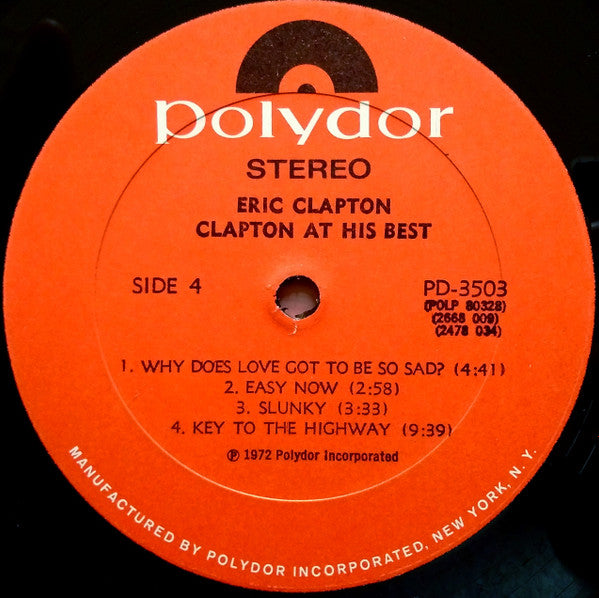 polydor
STEREO
ERIC CLAPTON
CLAPTON AT HIS BEST
SIDE 4
PD-3503
(POLP 80328)
(2668 009)
(2478 034)
1. WHY DOES LOVE GOT TO BE SO SAD? (4:41)
2. EASY NOW (2:58)
3. SLUNKY (3:33)
4. KEY TO THE HIGHWAY (9:39)
℗ 1972 Polydor Incorporated
MANUFACTURED BY POLYDOR INCORPORATED, NEW YORK, N. Y.